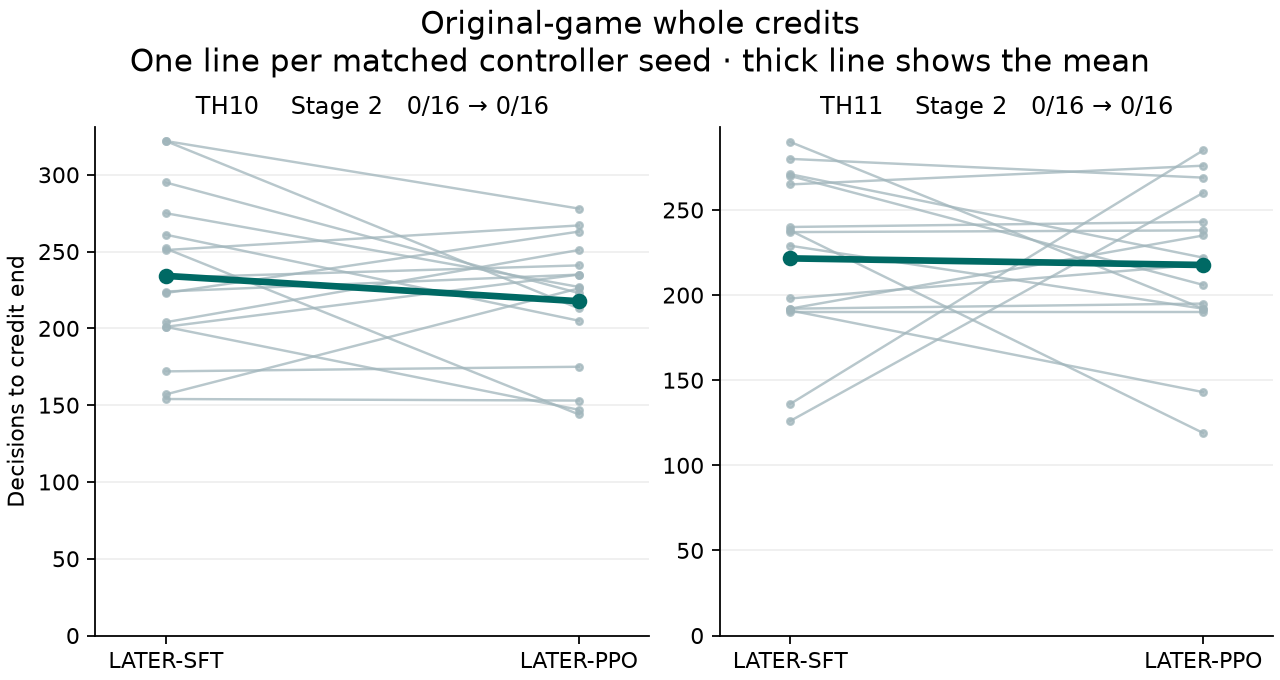 Original-game whole credits
One line per matched controller seed · thick line shows the mean
TH10 Stage 2 0/16 → 0/16
TH11 Stage 2 0/16 → 0/16
Decisions to credit end
300
250
200
150
100
50
0
LATER-SFT
LATER-PPO
250
200
150
100
50
0
LATER-SFT
LATER-PPO